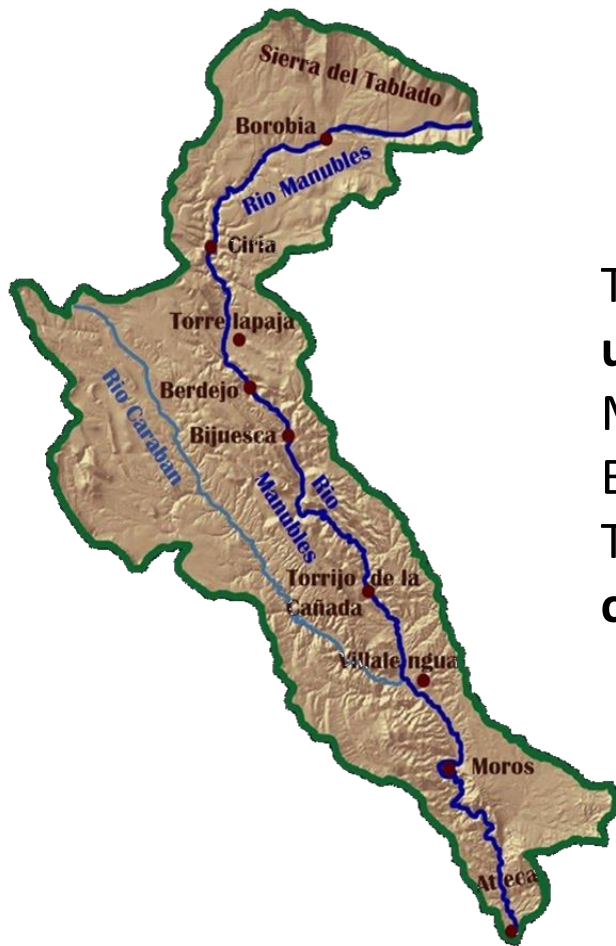 Sierra del Tablado
Borobia
Rio Manubles
Ciria
Torrelapaja
Rio Caraban
Berdejo
Bijuesca
Rio
Manubles
Torrijo de la
Cañada
Villalengua
Moros
Ateca
T
N
E
T